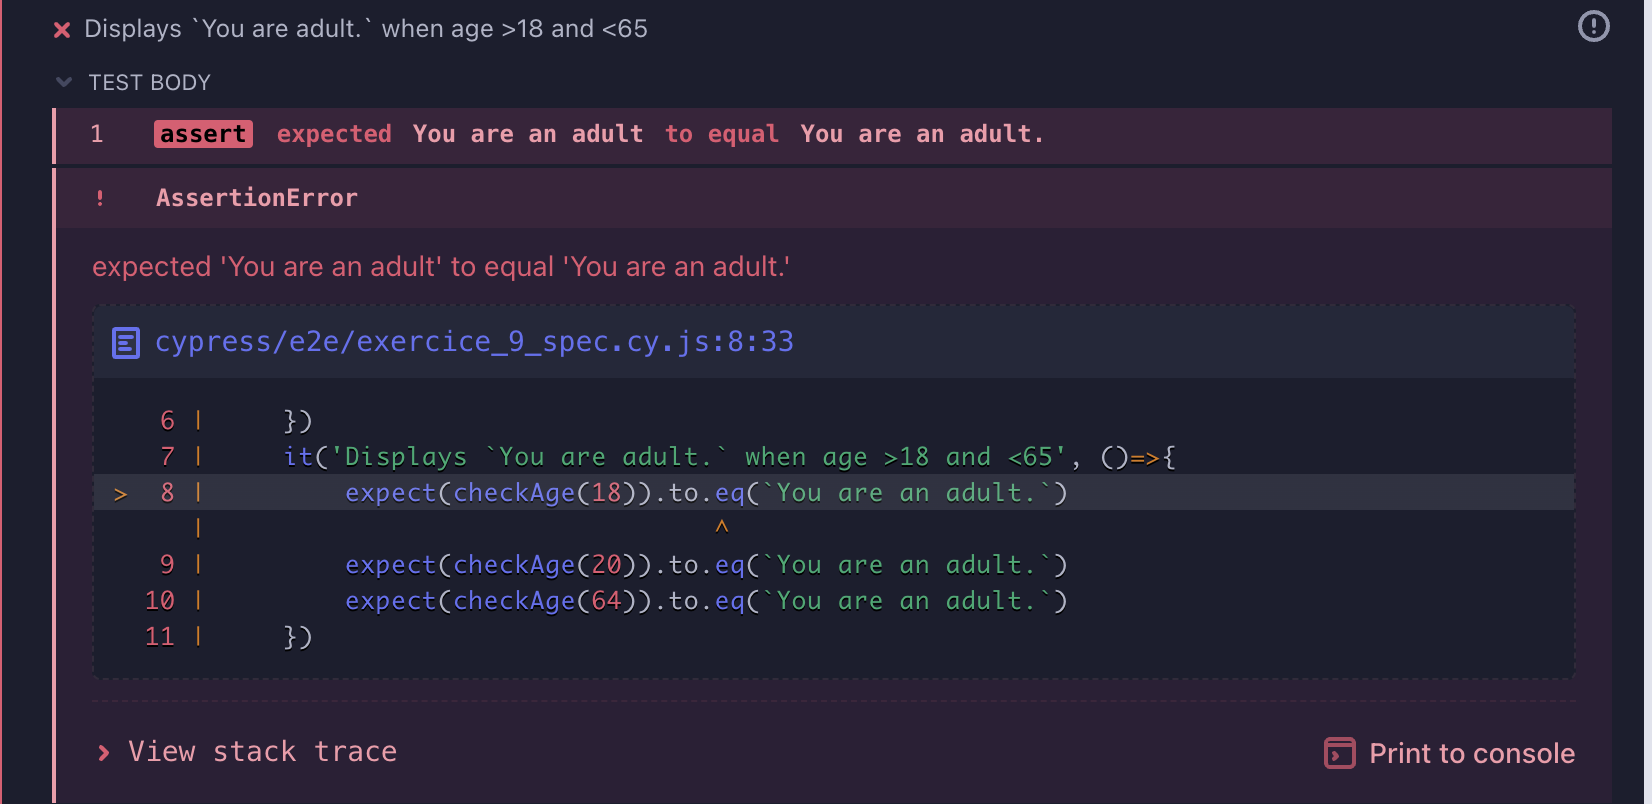 Displays `You are adult.` when age >18 and <65
TEST BODY
1 assert expected You are an adult to equal You are an adult.
! AssertionError
expected 'You are an adult' to equal 'You are an adult.'
cypress/e2e/exercice_9_spec.cy.js:8:33
6 | })
7 | it('Displays `You are adult.` when age >18 and <65', ()=>{
> 8 | expect(checkAge(18)).to.eq(`You are an adult.`)
| ^
9 | expect(checkAge(20)).to.eq(`You are an adult.`)
10 | expect(checkAge(64)).to.eq(`You are an adult.`)
11 | })
View stack trace
Print to console